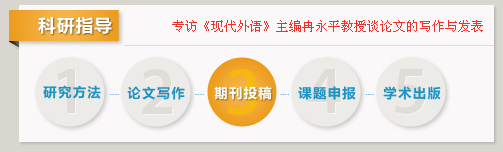 科研指导
专访《现代外语》主编冉永平教授谈论文的写作与发表
1 研究方法
2 论文写作
3 期刊投稿
4 课题申报
5 学术出版